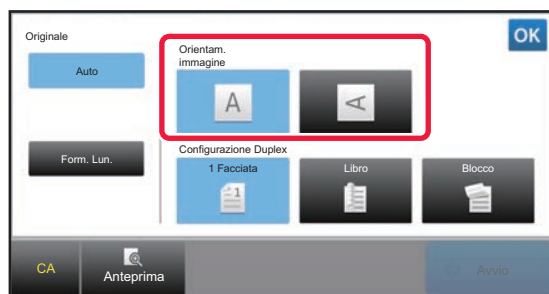 Originale
OK
Orientam.
immagine
Auto
A
A
Configurazione Duplex
Form. Lun.
1 Facciata
Libro
Blocco
1
CA
Anteprima
Avvio